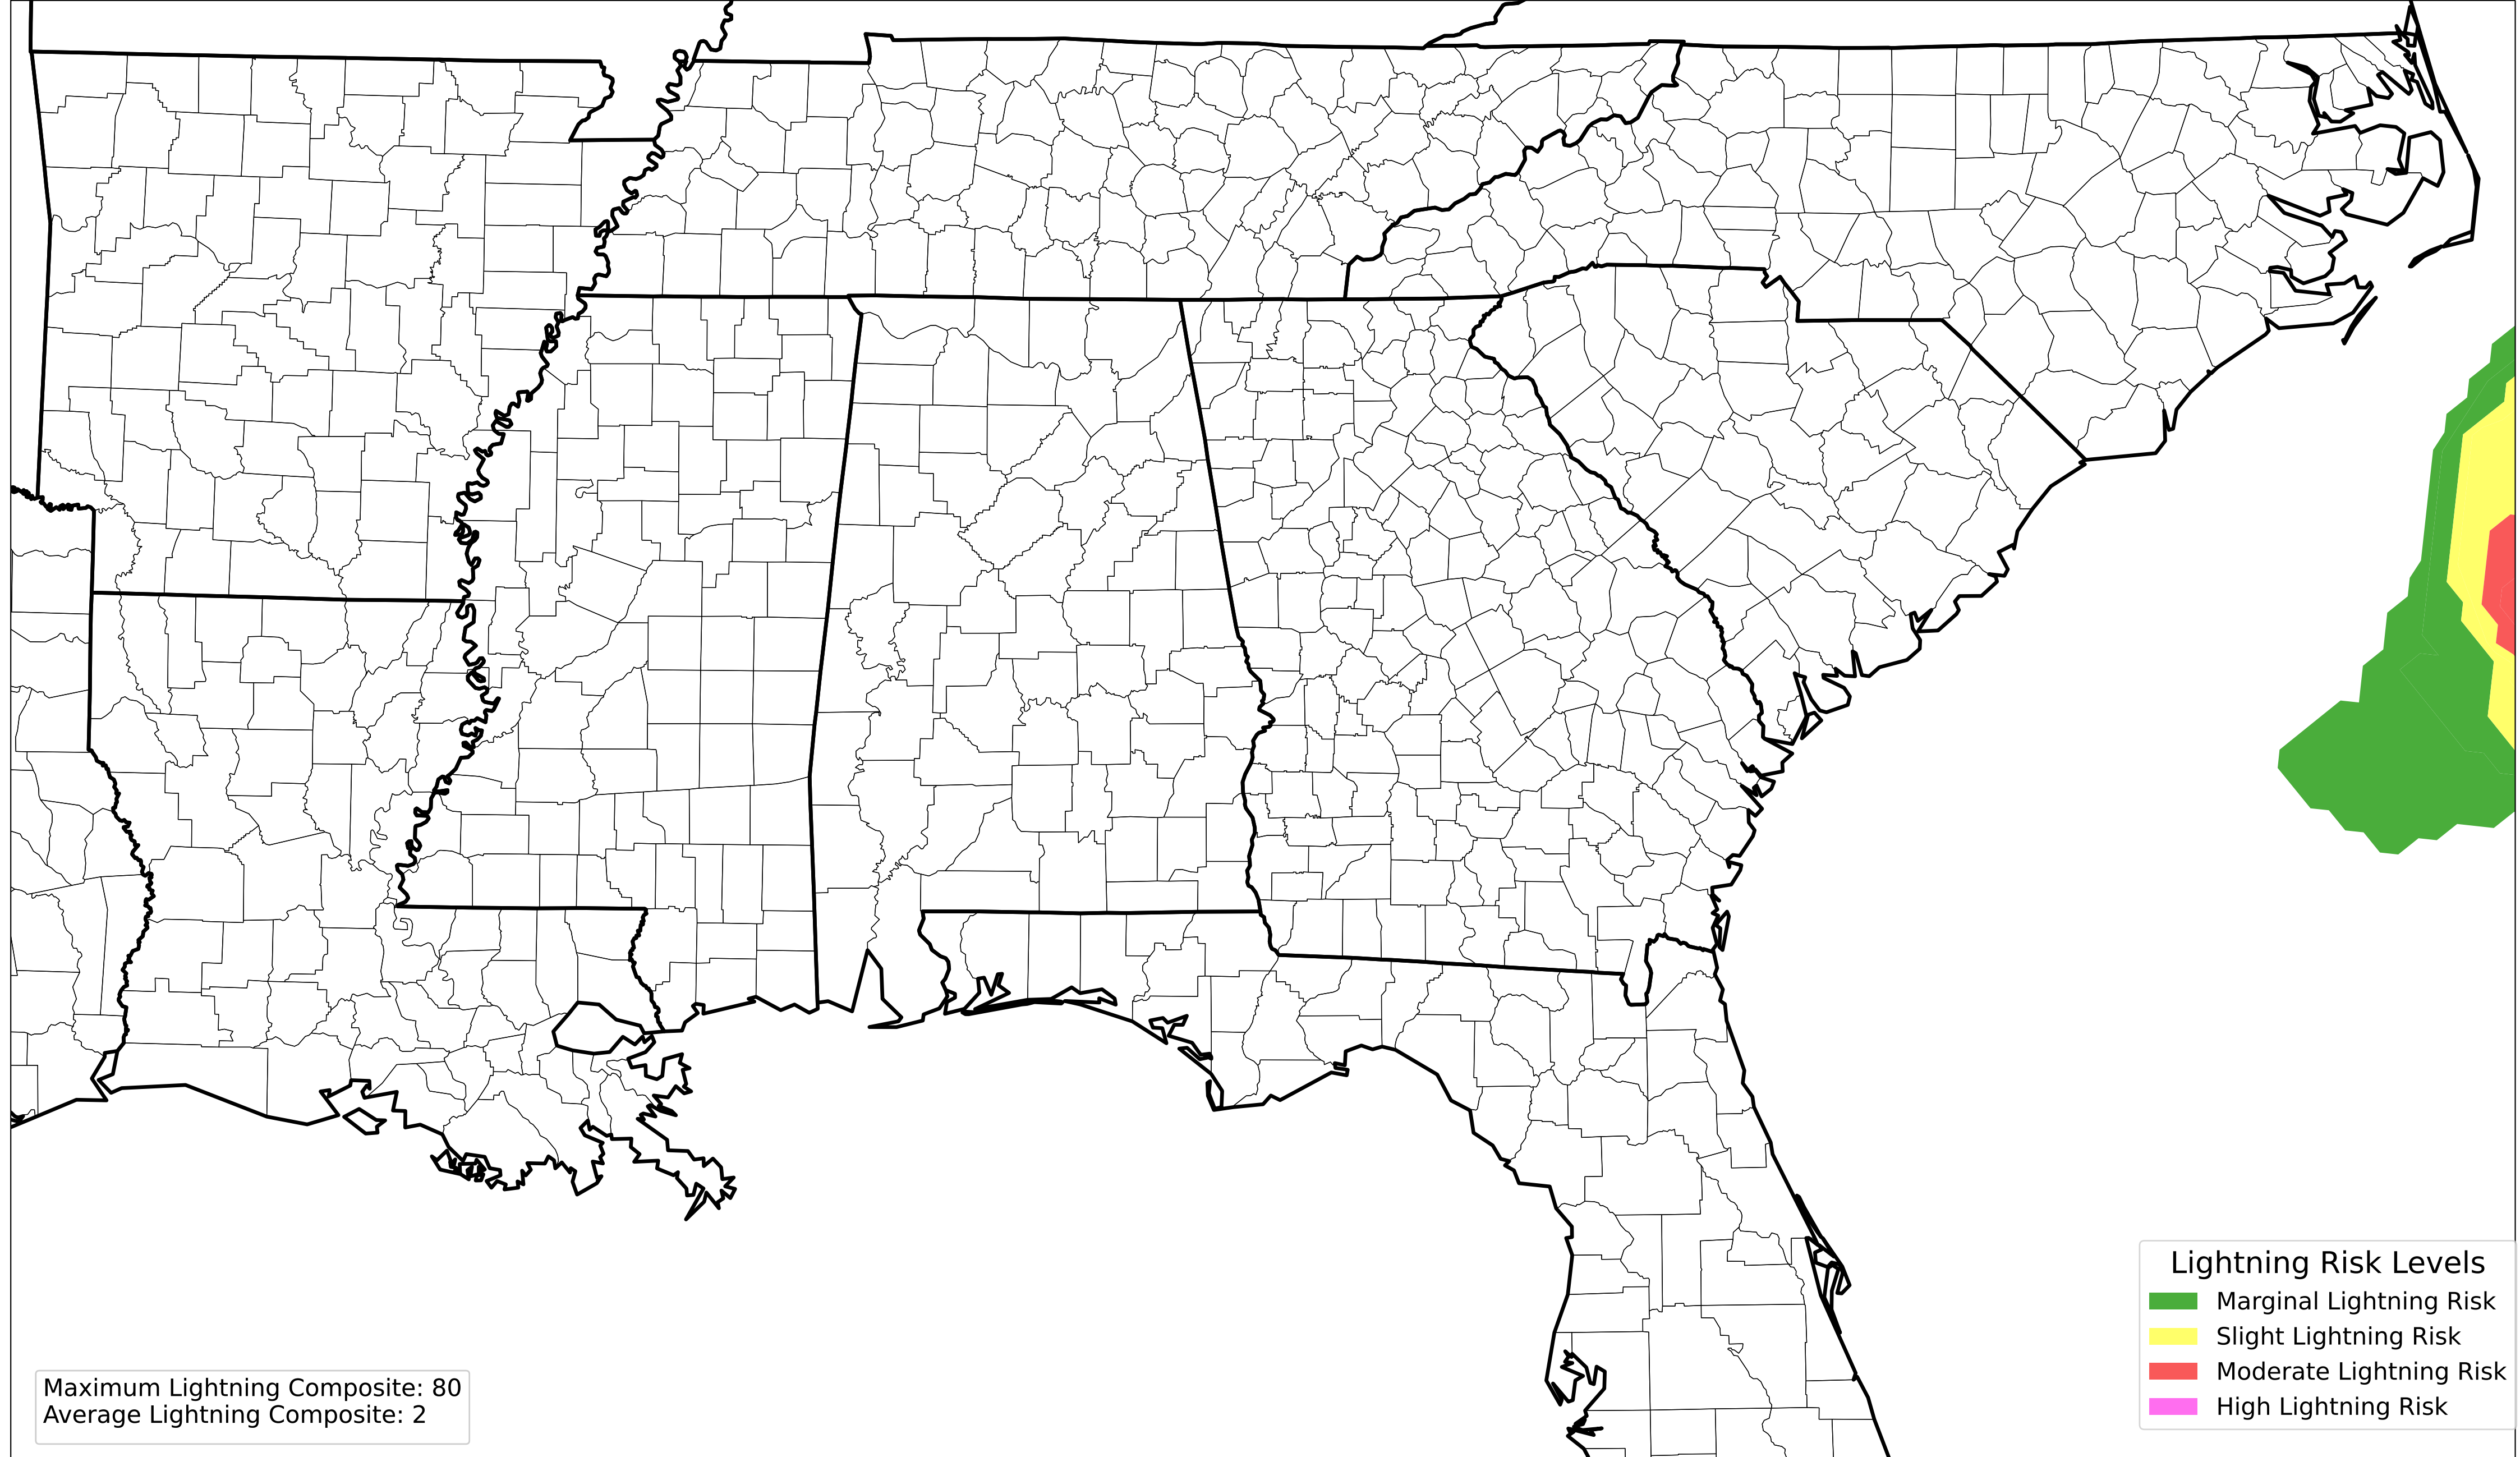 Lightning Risk Levels
Marginal Lightning Risk
Slight Lightning Risk
Moderate Lightning Risk
High Lightning Risk
Maximum Lightning Composite: 80
Average Lightning Composite: 2